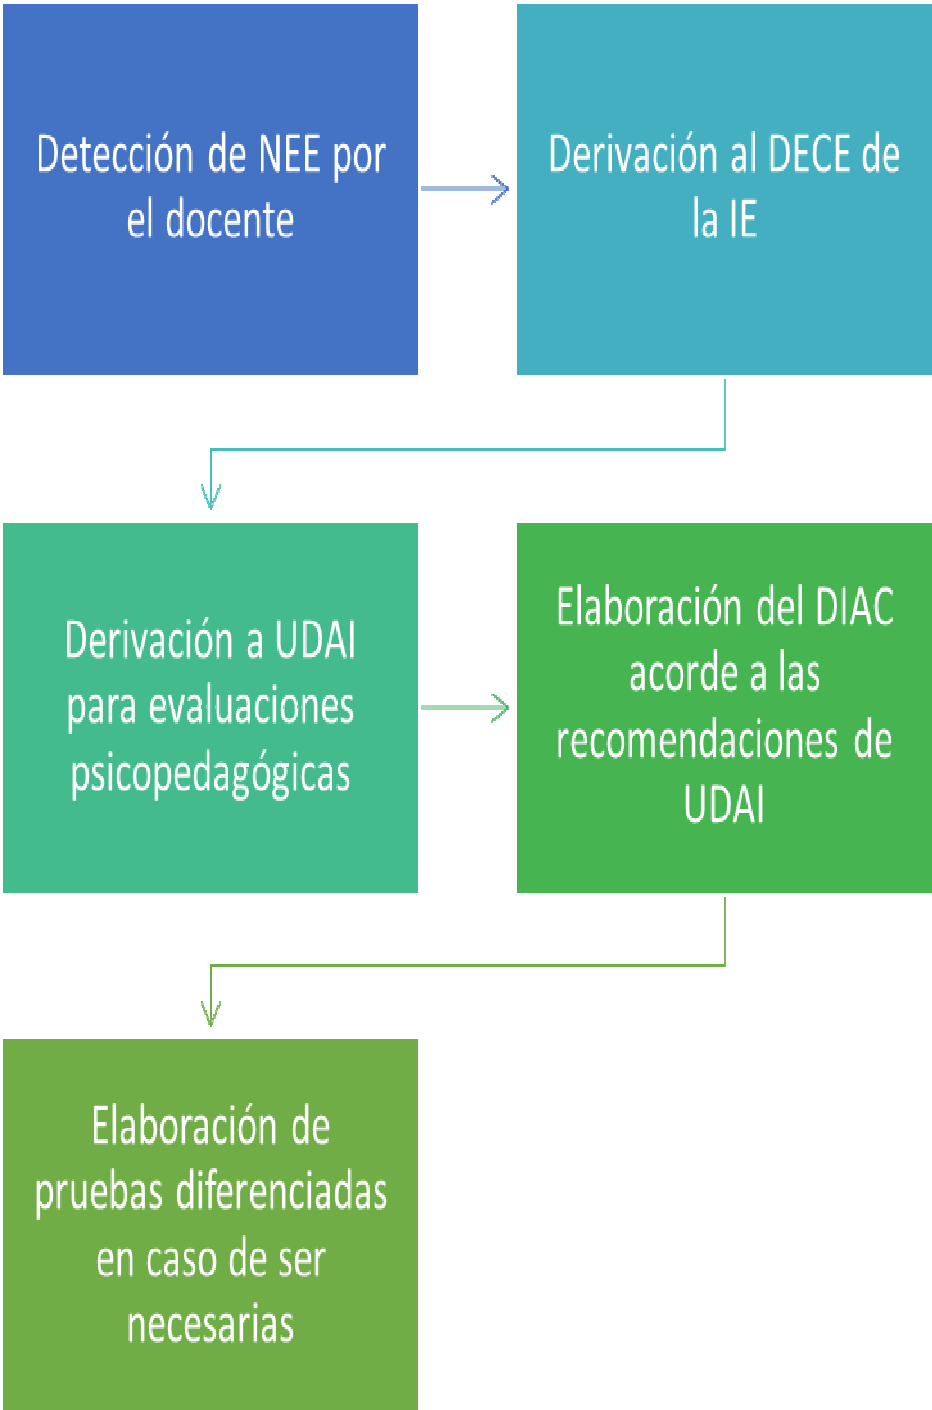 Detección de NEE por
el docente
Derivación al DECE de
la IE
Derivación a UDAI
para evaluaciones
psicopedagógicas
Elaboración del DIAC
acorde a las
recomendaciones de
UDAI
Elaboración de
pruebas diferenciadas
en caso de ser
necesarias